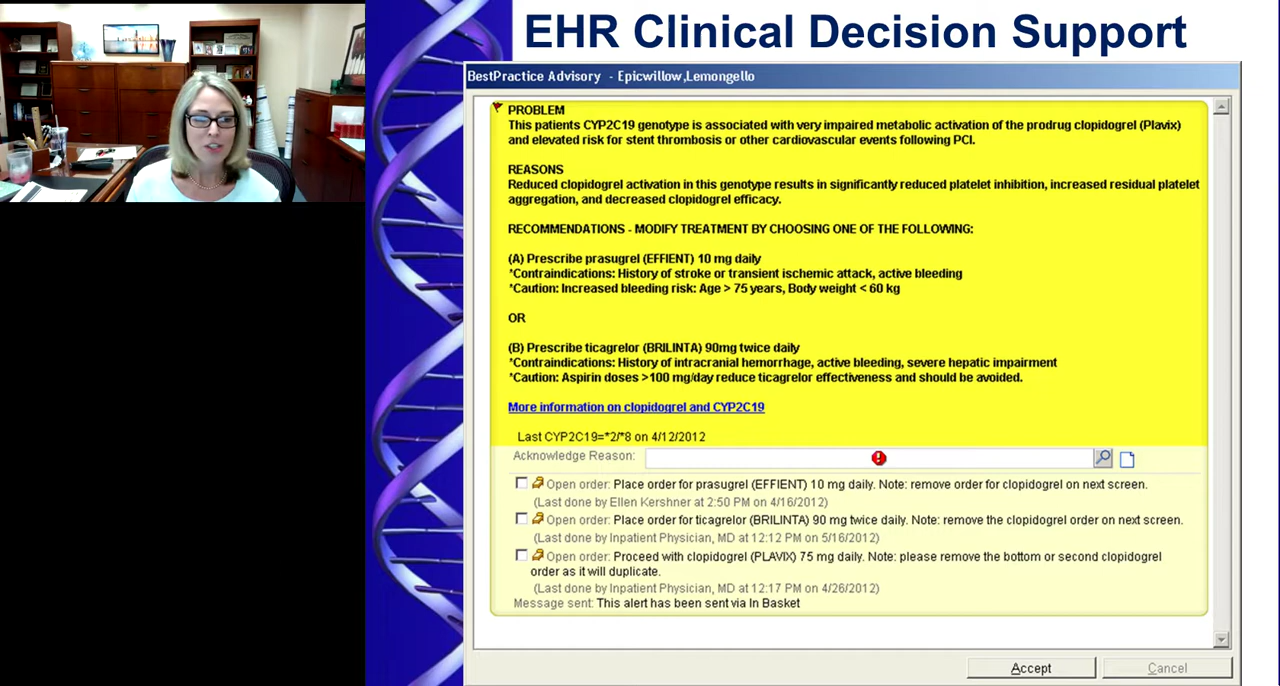 EHR Clinical Decision Support
BestPractice Advisory - Epicwillow,Lemongello
PROBLEM
This patients CYP2C19 genotype is associated with very impaired metabolic activation of the prodrug clopidogrel (Plavix)
and elevated risk for stent thrombosis or other cardiovascular events following PCI.
REASONS
Reduced clopidogrel activation in this genotype results in significantly reduced platelet inhibition, increased residual platelet
aggregation, and decreased clopidogrel efficacy.
RECOMMENDATIONS - MODIFY TREATMENT BY CHOOSING ONE OF THE FOLLOWING:
(A) Prescribe prasugrel (EFFIENT) 10 mg daily
*Contraindications: History of stroke or transient ischemic attack, active bleeding
*Caution: Increased bleeding risk: Age > 75 years, Body weight < 60 kg
OR
(B) Prescribe ticagrelor (BRILINTA) 90mg twice daily
*Contraindications: History of intracranial hemorrhage, active bleeding, severe hepatic impairment
*Caution: Aspirin doses >100 mg/day reduce ticagrelor effectiveness and should be avoided.
More information on clopidogrel and CYP2C19
Last CYP2C19=*2/*8 on 4/12/2012
Acknowledge Reason:
Open order: Place order for prasugrel (EFFIENT) 10 mg daily. Note: remove order for clopidogrel on next screen.
(Last done by Ellen Kershner at 2:50 PM on 4/16/2012)
Open order: Place order for ticagrelor (BRILINTA) 90 mg twice daily. Note: remove the clopidogrel order on next screen.
(Last done by Inpatient Physician, MD at 12:12 PM on 5/16/2012)
Open order: Proceed with clopidogrel (PLAVIX) 75 mg daily. Note: please remove the bottom or second clopidogrel
order as it will duplicate.
(Last done by Inpatient Physician, MD at 12:17 PM on 4/26/2012)
Message sent: This alert has been sent via In Basket
Accept
Cancel